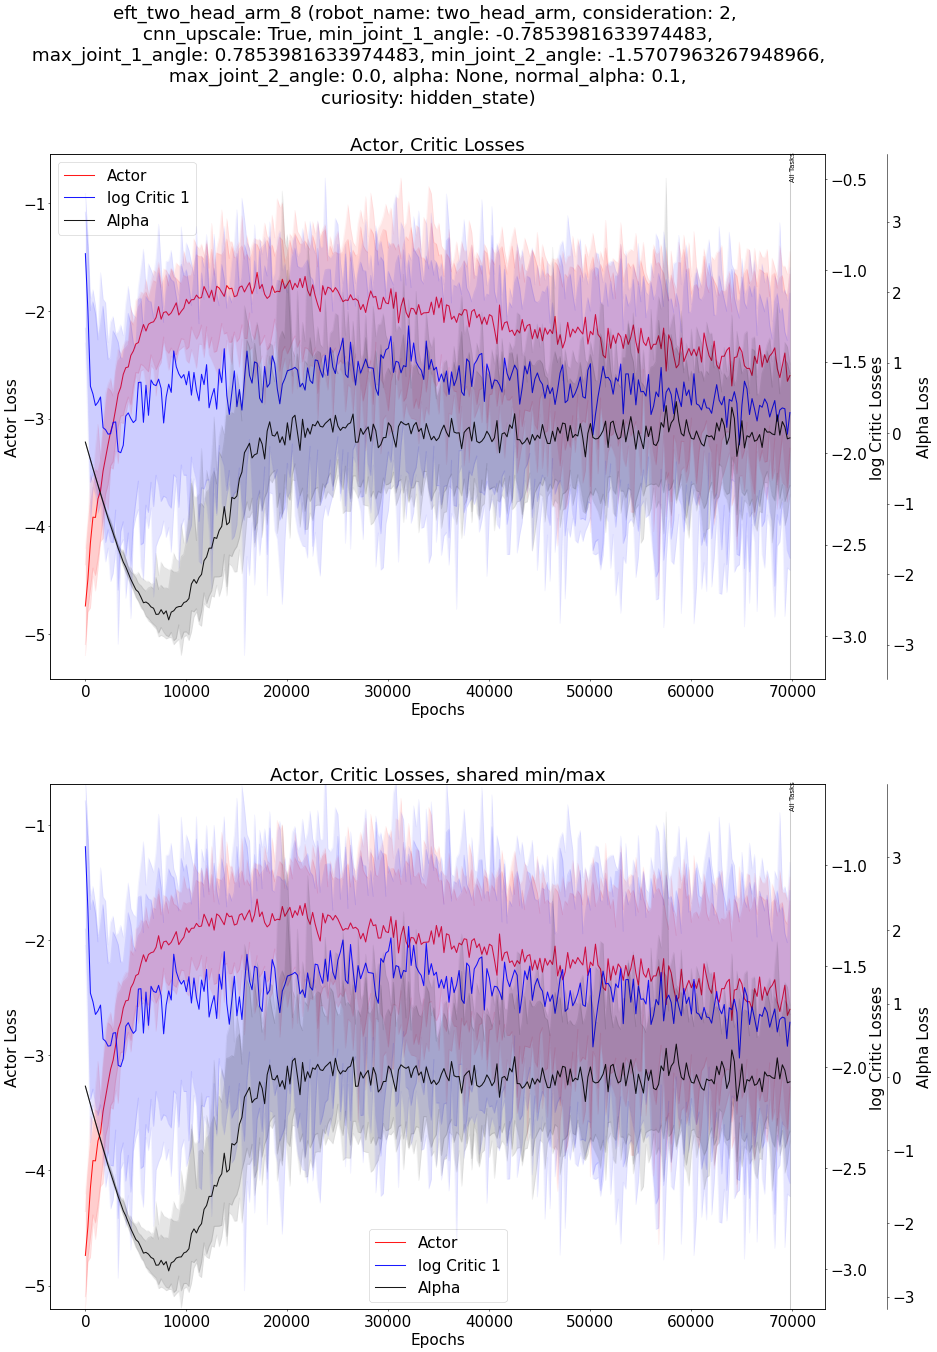 eft_two_head_arm_8 (robot_name: two_head_arm, consideration: 2,
cnn_upscale: True, min_joint_1_angle: -0.7853981633974483,
max_joint_1_angle: 0.7853981633974483, min_joint_2_angle: -1.5707963267948966,
max_joint_2_angle: 0.0, alpha: None, normal_alpha: 0.1,
curiosity: hidden_state)
Actor, Critic Losses
Actor
log Critic 1
Alpha
All Tasks
−1
−2
−3
−4
−5
Actor Loss
−0.5
−1.0
−1.5
−2.0
−2.5
−3.0
log Critic Losses
3
2
1
0
−1
−2
−3
Alpha Loss
0
10000
20000
30000
40000
50000
60000
70000
Epochs
Actor, Critic Losses, shared min/max
All Tasks
−1
−2
−3
−4
−5
Actor Loss
−1.0
−1.5
−2.0
−2.5
−3.0
log Critic Losses
3
2
1
0
−1
−2
−3
Alpha Loss
Actor
log Critic 1
Alpha
0
10000
20000
30000
40000
50000
60000
70000
Epochs